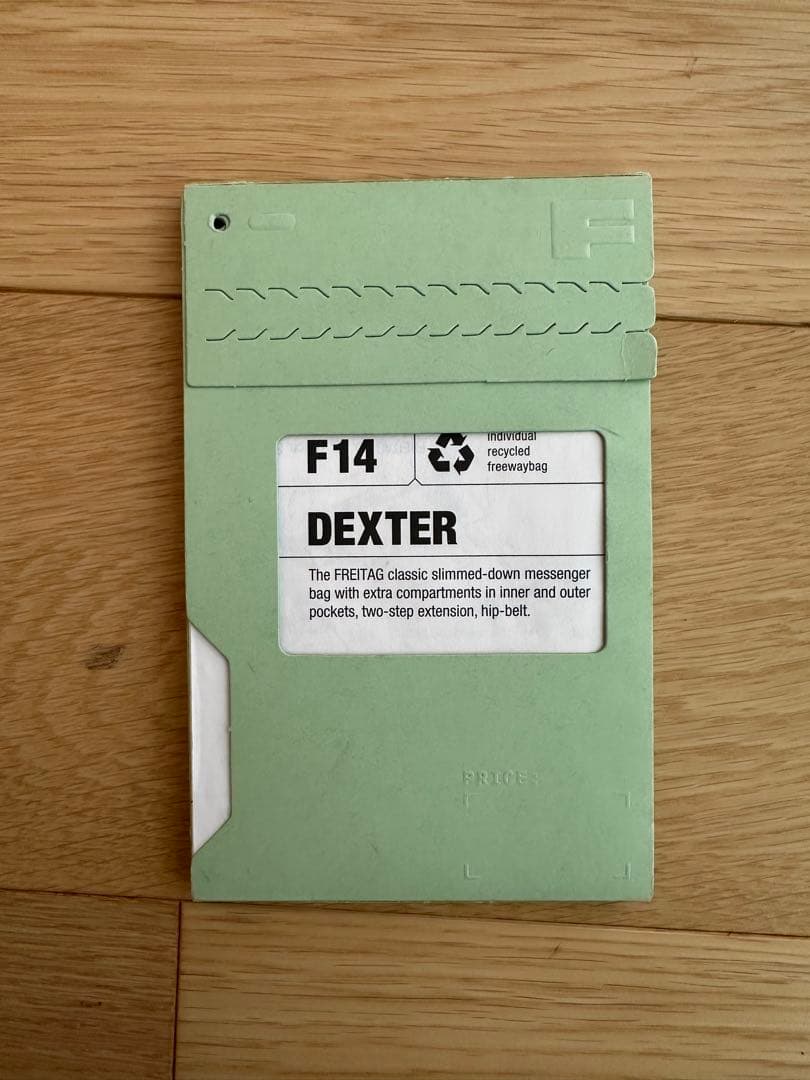 F
F14
individual
recycled
freewaybag
DEXTER
The FREITAG classic slimmed-down messenger
bag with extra compartments in inner and outer
pockets, two-step extension, hip-belt.
PRICE: